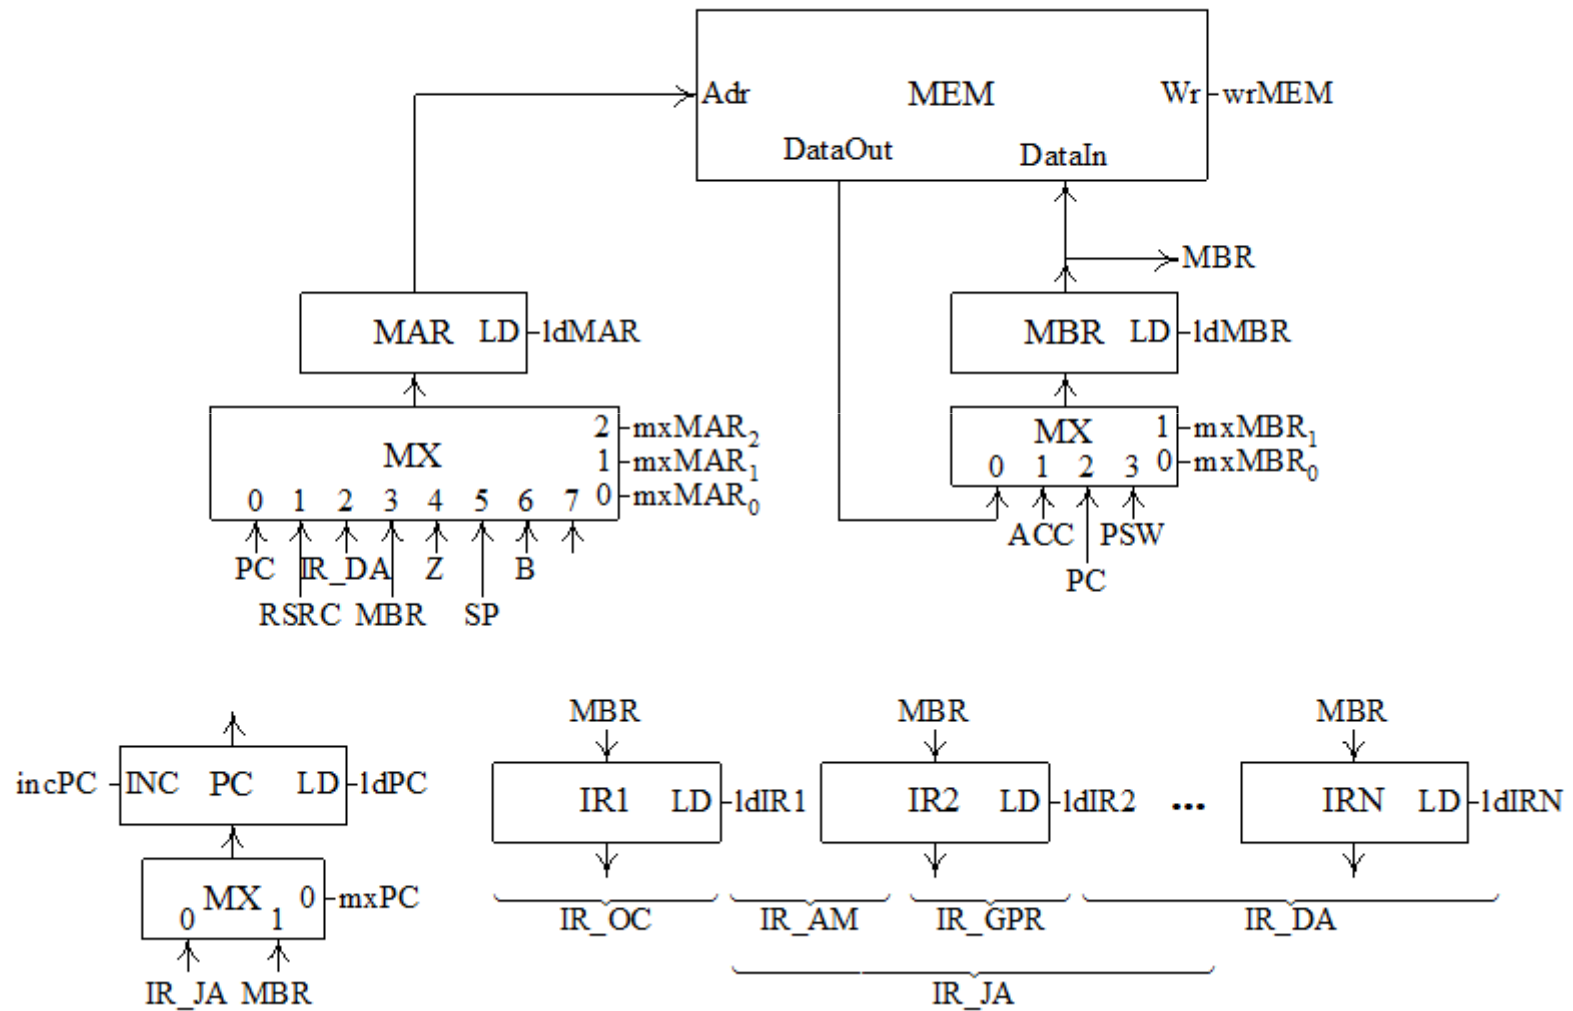 Adr MEM Wr wrMEM
DataOut DataIn
MBR
MAR LD ldMAR
MBR LD ldMBR
MX 2 mxMAR2
1 mxMAR1
0 1 2 3 4 5 6 7 0 mxMAR0
MX 1 mxMBR1
0 1 2 3 0 mxMBR0
PC IR_DA Z B
RSRC MBR SP
ACC PSW
PC
MBR MBR MBR
incPC INC PC LD ldPC
IR1 LD ldIR1 IR2 LD ldIR2 ... IRN LD ldIRN
MX 0 mxPC
0 1
IR_JA MBR
IR_OC IR_AM IR_GPR IR_DA
IR_JA